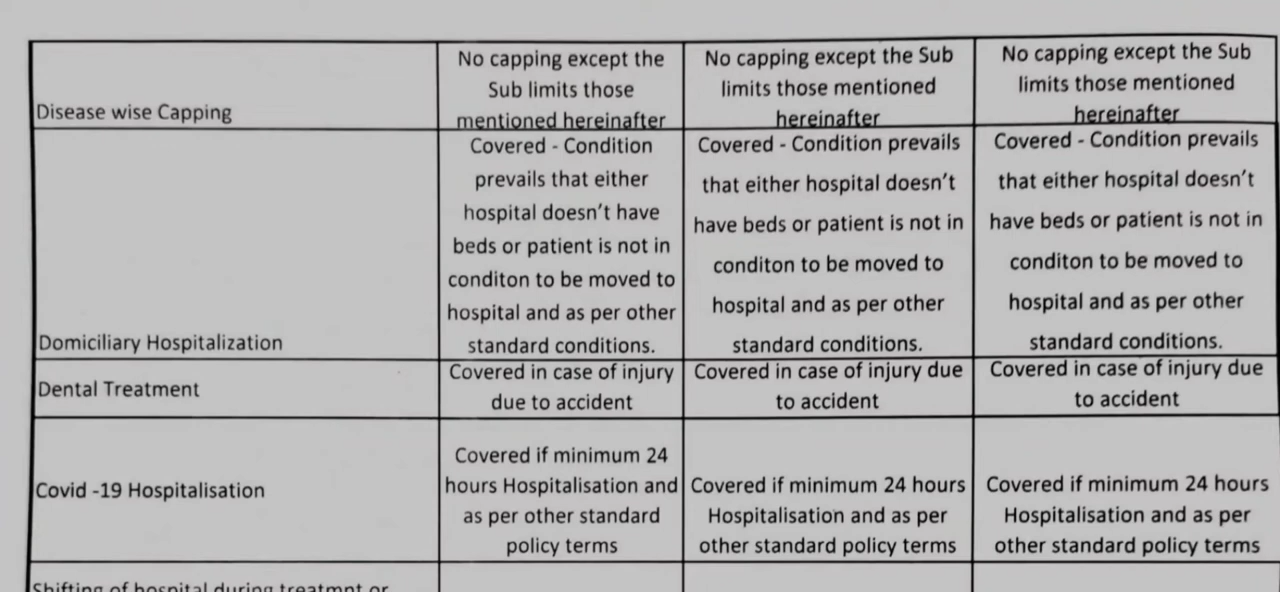 Disease wise Capping
No capping except the
Sub limits those
mentioned hereinafter
No capping except the Sub
limits those mentioned
hereinafter
No capping except the Sub
limits those mentioned
hereinafter
Domiciliary Hospitalization
Covered - Condition
prevails that either
hospital doesn't have
beds or patient is not in
conditon to be moved to
hospital and as per other
standard conditions.
Covered - Condition prevails
that either hospital doesn't
have beds or patient is not in
conditon to be moved to
hospital and as per other
standard conditions.
Covered - Condition prevails
that either hospital doesn't
have beds or patient is not in
conditon to be moved to
hospital and as per other
standard conditions.
Dental Treatment
Covered in case of injury
due to accident
Covered in case of injury due
to accident
Covered in case of injury due
to accident
Covid -19 Hospitalisation
Covered if minimum 24
hours Hospitalisation and
as per other standard
policy terms
Covered if minimum 24 hours
Hospitalisation and as per
other standard policy terms
Covered if minimum 24 hours
Hospitalisation and as per
other standard policy terms
Shifting of hospital during treatmnt or